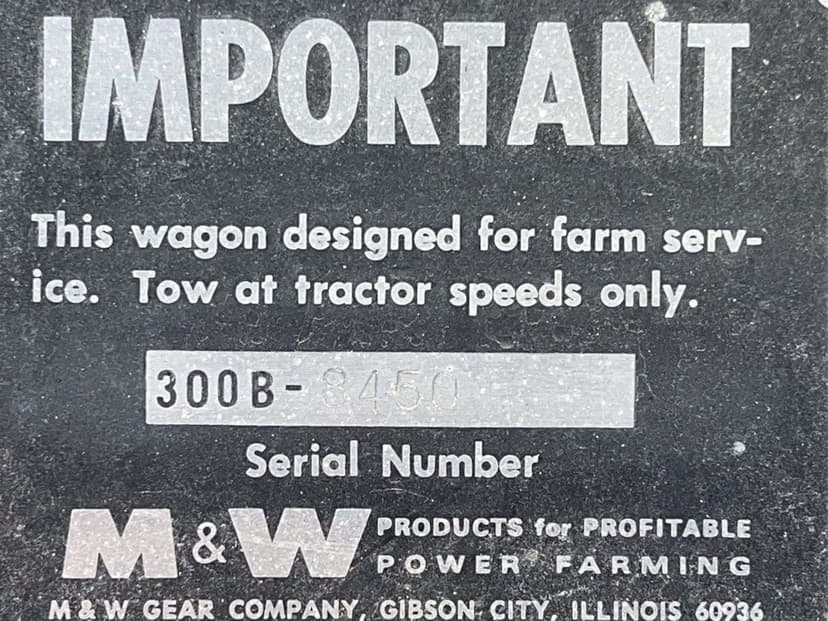 IMPORTANT
This wagon designed for farm serv-
ice. Tow at tractor speeds only.
300B-8450
Serial Number
M & W PRODUCTS for PROFITABLE
POWER FARMING
M & W GEAR COMPANY, GIBSON CITY, ILLINOIS 60936